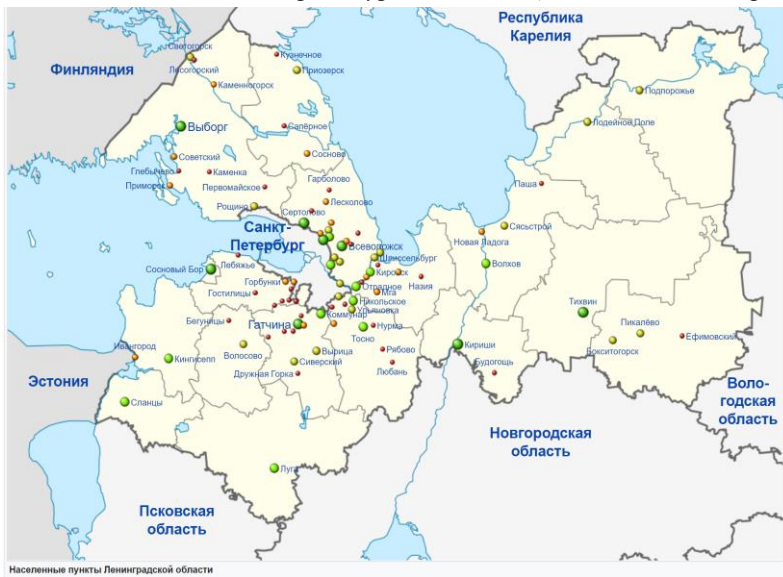 Республика
Карелия
Финляндия
Светогорск
Лесогорский
Кузнечное
Приозерск
Каменногорск
Подпорожье
Лодейное Поле
Выборг
Сапёрное
Советский
Сосново
Глебычево
Каменка
Гарболово
Приморск
Первомайское
Лесколово
Паша
Рощино
Сертолово
Санкт-
Петербург
Всеволожск
Новая Ладога
Сясьстрой
Сосновый Бор
Лебяжье
Шлиссельбург
Кировск
Волхов
Горбунки
Отрадное
Назия
Мга
Гостилицы
Никольское
Ульяновка
Тихвин
Бегуницы
Гатчина
Коммунар
Нурма
Пикалёво
Ефимовский
Ивангород
Тосно
Кириши
Бокситогорск
Кингисепп
Волосово
Вырица
Рябово
Сиверский
Любань
Будогощь
Дружная Горка
Эстония
Воло-
годская
область
Сланцы
Новгородская
область
Луга
Псковская
область
Населенные пункты Ленинградской области